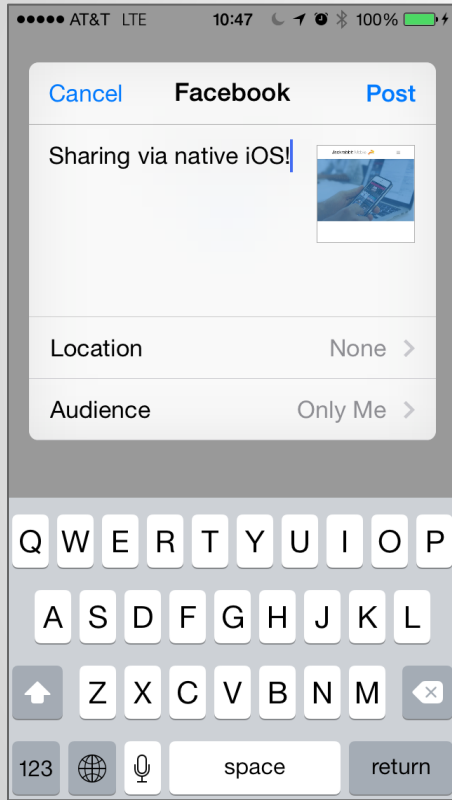 AT&T LTE 10:47 100%
Cancel Facebook Post
Sharing via native iOS!
Location None
Audience Only Me
Q W E R T Y U I O P
A S D F G H J K L
Z X C V B N M
123 space return